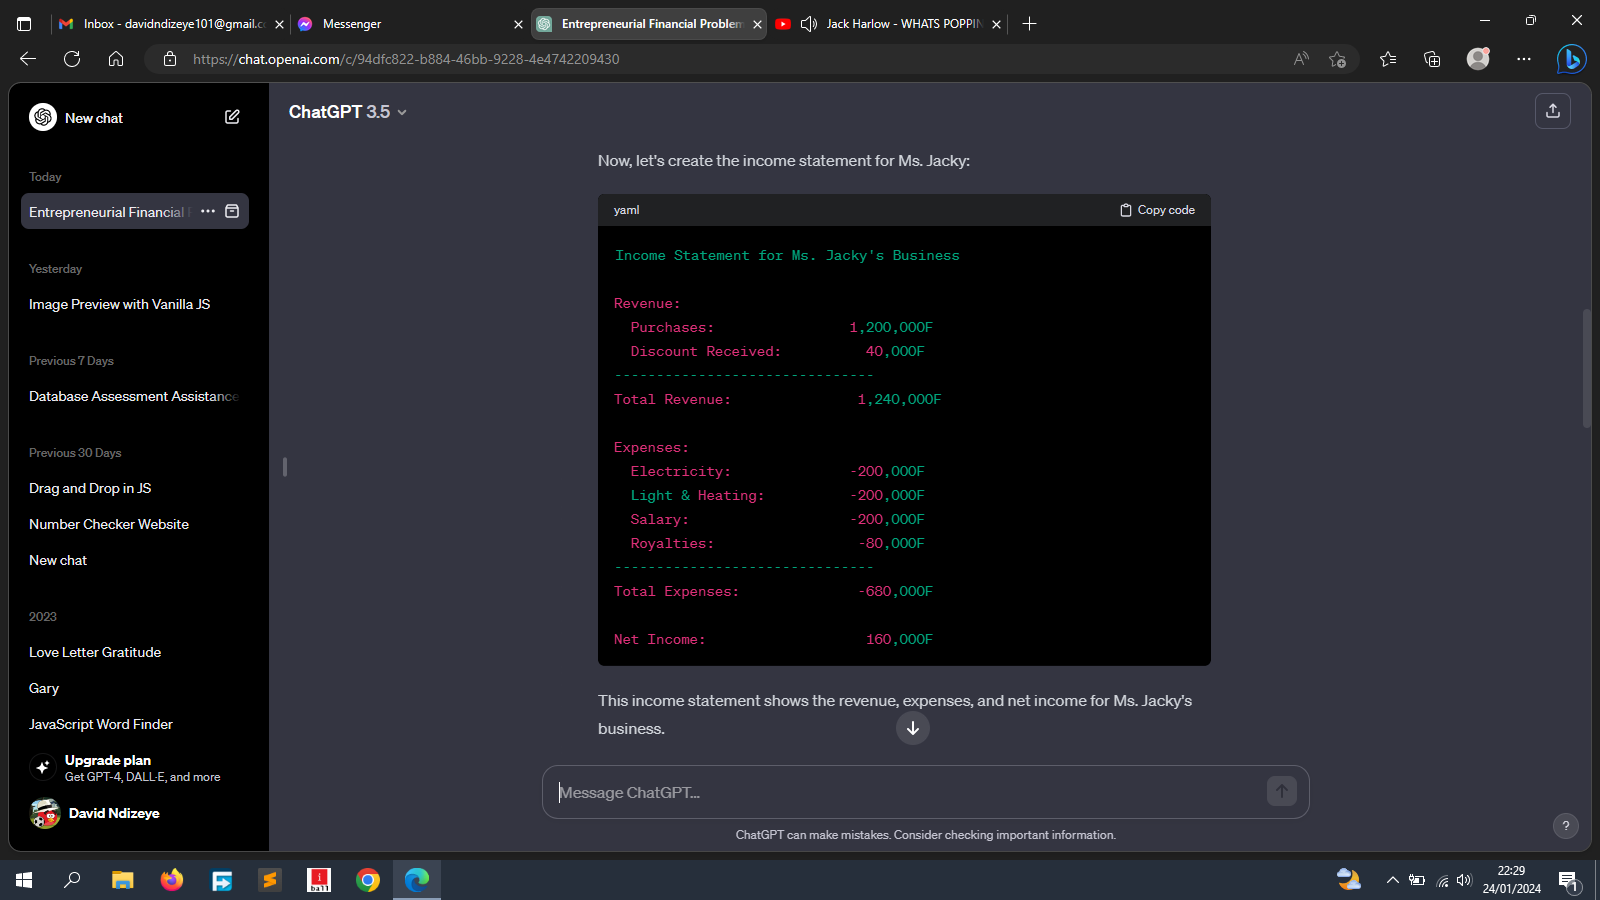 Inbox - davidndizeye101@gmail.c
Messenger
Entrepreneurial Financial Problem
Jack Harlow - WHATS POPPIN
https://chat.openai.com/c/94dfc822-b884-46bb-9228-4e4742209430
New chat
Today
Entrepreneurial Financial
Yesterday
Image Preview with Vanilla JS
Previous 7 Days
Database Assessment Assistance
Previous 30 Days
Drag and Drop in JS
Number Checker Website
New chat
2023
Love Letter Gratitude
Gary
JavaScript Word Finder
Upgrade plan
Get GPT-4, DALL·E, and more
David Ndizeye
ChatGPT 3.5
Now, let's create the income statement for Ms. Jacky:
yaml
Copy code
Income Statement for Ms. Jacky's Business
Revenue:
Purchases: 1,200,000F
Discount Received: 40,000F
-------------------------------
Total Revenue: 1,240,000F
Expenses:
Electricity: -200,000F
Light & Heating: -200,000F
Salary: -200,000F
Royalties: -80,000F
-------------------------------
Total Expenses: -680,000F
Net Income: 160,000F
This income statement shows the revenue, expenses, and net income for Ms. Jacky's
business.
Message ChatGPT...
ChatGPT can make mistakes. Consider checking important information.
?
i
ball
22:29
24/01/2024
1